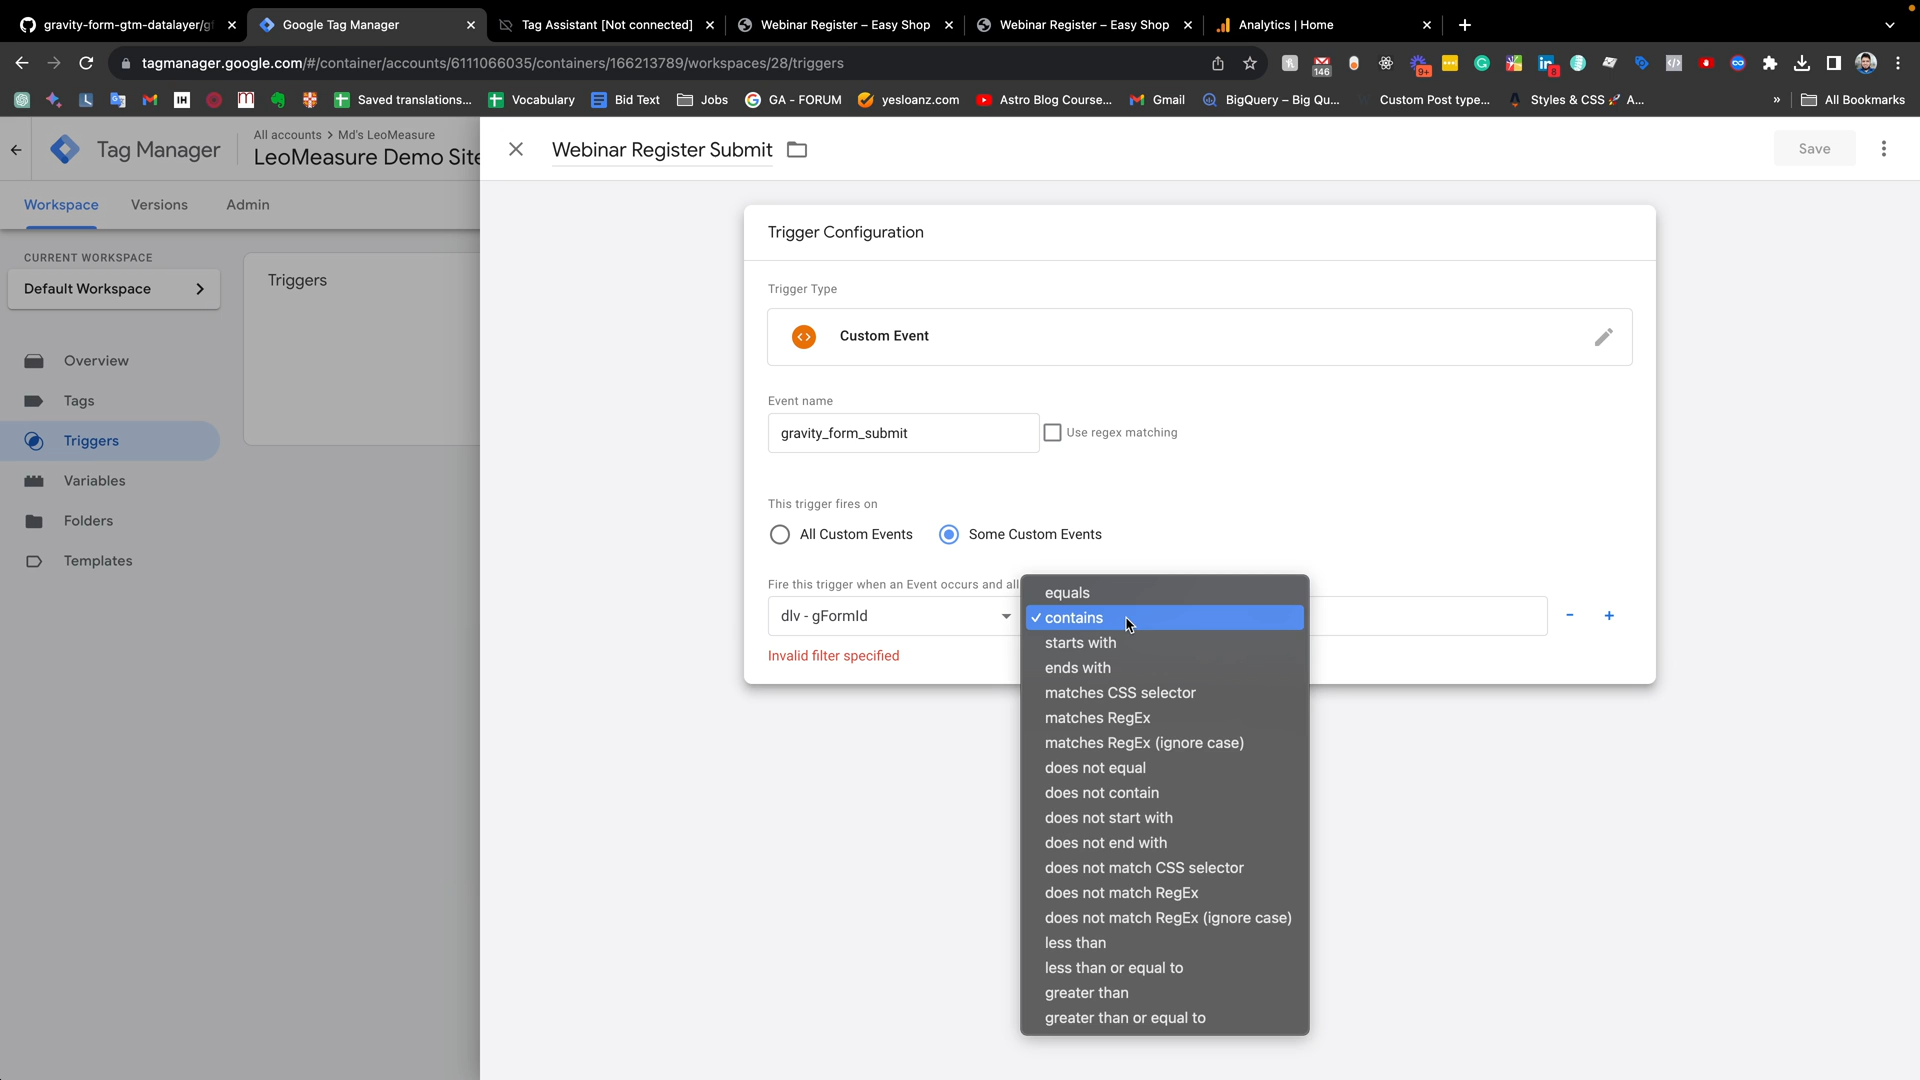 gravity-form-gtm-datalayer/g
Google Tag Manager
Tag Assistant [Not connected]
Webinar Register – Easy Shop
Webinar Register – Easy Shop
Analytics | Home
tagmanager.google.com/#/container/accounts/6111066035/containers/166213789/workspaces/28/triggers
146
9+
8
IH
Saved translations...
Vocabulary
Bid Text
Jobs
GA - FORUM
yesloanz.com
Astro Blog Course...
Gmail
BigQuery – Big Qu...
Custom Post type...
Styles & CSS 🚀 A...
»
All Bookmarks
Tag Manager
All accounts > Md's LeoMeasure
LeoMeasure Demo Site
Webinar Register Submit
Save
Workspace
Versions
Admin
CURRENT WORKSPACE
Default Workspace
Overview
Tags
Triggers
Variables
Folders
Templates
Triggers
Trigger Configuration
Trigger Type
Custom Event
Event name
gravity_form_submit
Use regex matching
This trigger fires on
All Custom Events
Some Custom Events
Fire this trigger when an Event occurs and all
dlv - gFormId
- +
Invalid filter specified
equals
✓ contains
starts with
ends with
matches CSS selector
matches RegEx
matches RegEx (ignore case)
does not equal
does not contain
does not start with
does not end with
does not match CSS selector
does not match RegEx
does not match RegEx (ignore case)
less than
less than or equal to
greater than
greater than or equal to